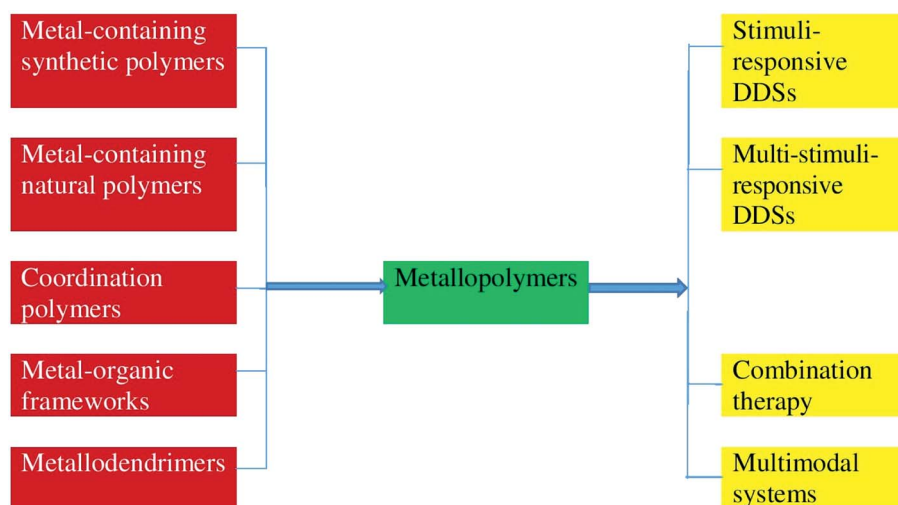 Metal-containing
synthetic polymers
Metal-containing
natural polymers
Coordination
polymers
Metal-organic
frameworks
Metallodendrimers
Metallopolymers
Stimuli-
responsive
DDSs
Multi-stimuli-
responsive
DDSs
Combination
therapy
Multimodal
systems